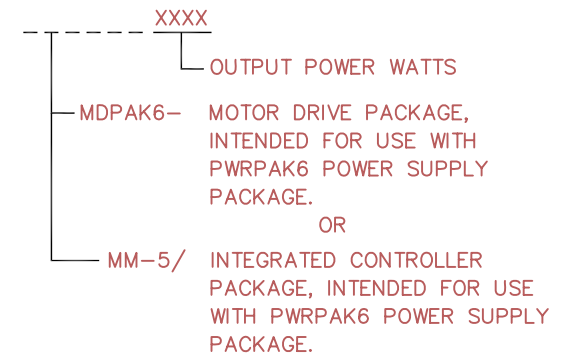 XXXX
OUTPUT POWER WATTS
MDPAK6- MOTOR DRIVE PACKAGE,
INTENDED FOR USE WITH
PWRPAK6 POWER SUPPLY
PACKAGE.
OR
MM-5/ INTEGRATED CONTROLLER
PACKAGE, INTENDED FOR USE
WITH PWRPAK6 POWER SUPPLY
PACKAGE.